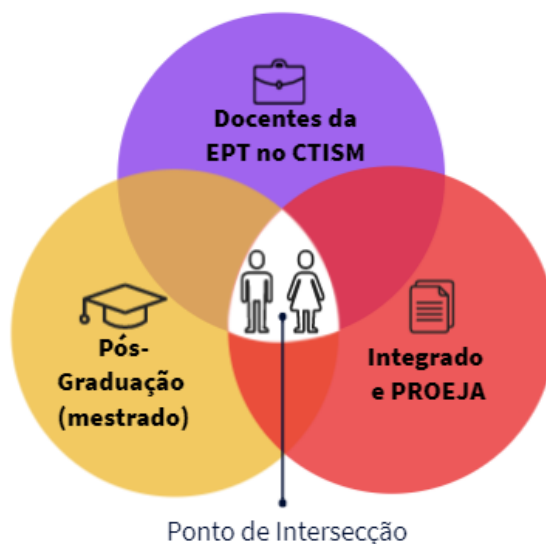 Docentes da
EPT no CTISM
Pós-
Graduação
(mestrado)
Integrado
e PROEJA
Ponto de Intersecção